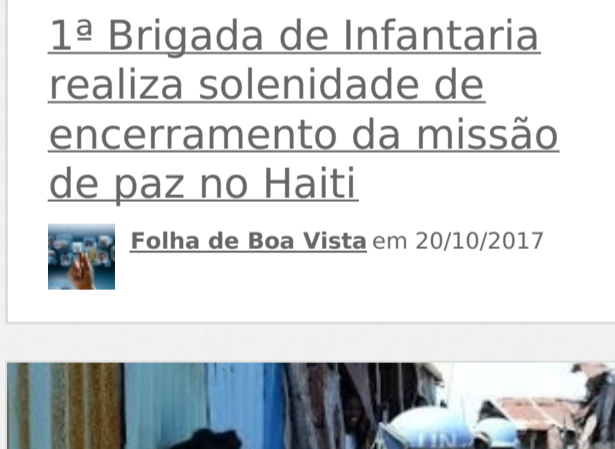 1ª Brigada de Infantaria
realiza solenidade de
encerramento da missão
de paz no Haiti
Folha de Boa Vista em 20/10/2017
UN